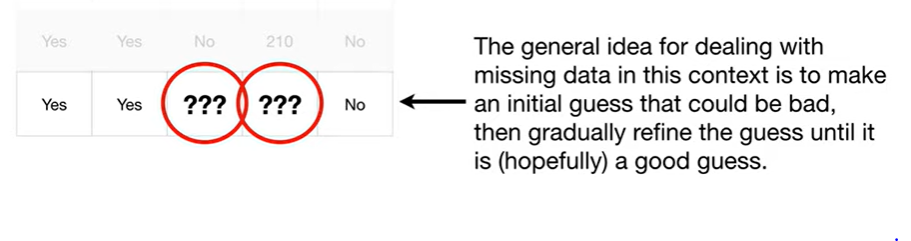 Yes Yes No 210 No
Yes Yes ??? ??? No
The general idea for dealing with
missing data in this context is to make
an initial guess that could be bad,
then gradually refine the guess until it
is (hopefully) a good guess.